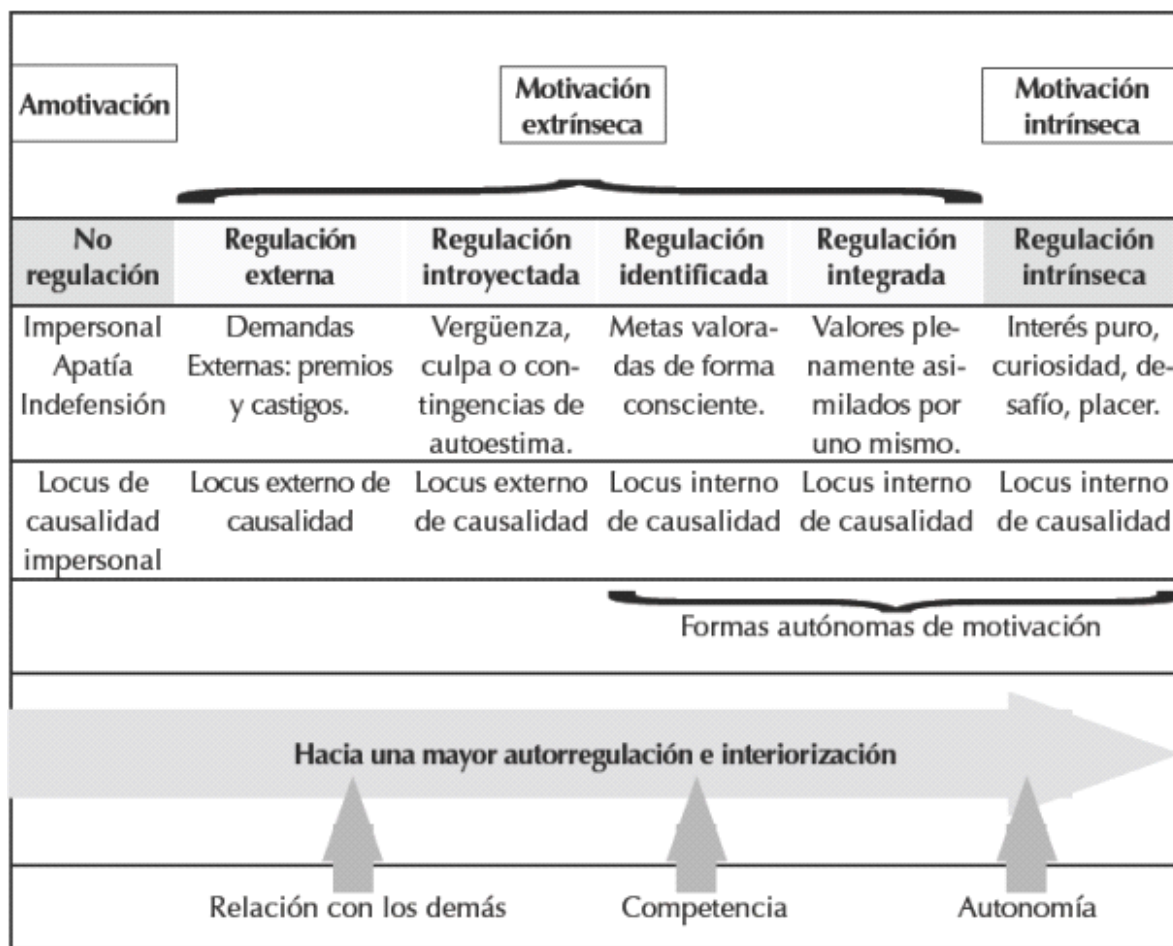 Amotivación
Motivación
extrínseca
Motivación
intrínseca
No
regulación
Regulación
externa
Regulación
introyectada
Regulación
identificada
Regulación
integrada
Regulación
intrínseca
Impersonal
Apatía
Indefensión
Demandas
Externas: premios
y castigos.
Vergüenza,
culpa o con-
tingencias de
autoestima.
Metas valora-
das de forma
consciente.
Valores ple-
namente asi-
milados por
uno mismo.
Interés puro,
curiosidad, de-
safío, placer.
Locus de
causalidad
impersonal
Locus externo de
causalidad
Locus externo
de causalidad
Locus interno
de causalidad
Locus interno
de causalidad
Locus interno
de causalidad
Formas autónomas de motivación
Hacia una mayor autorregulación e interiorización
Relación con los demás
Competencia
Autonomía